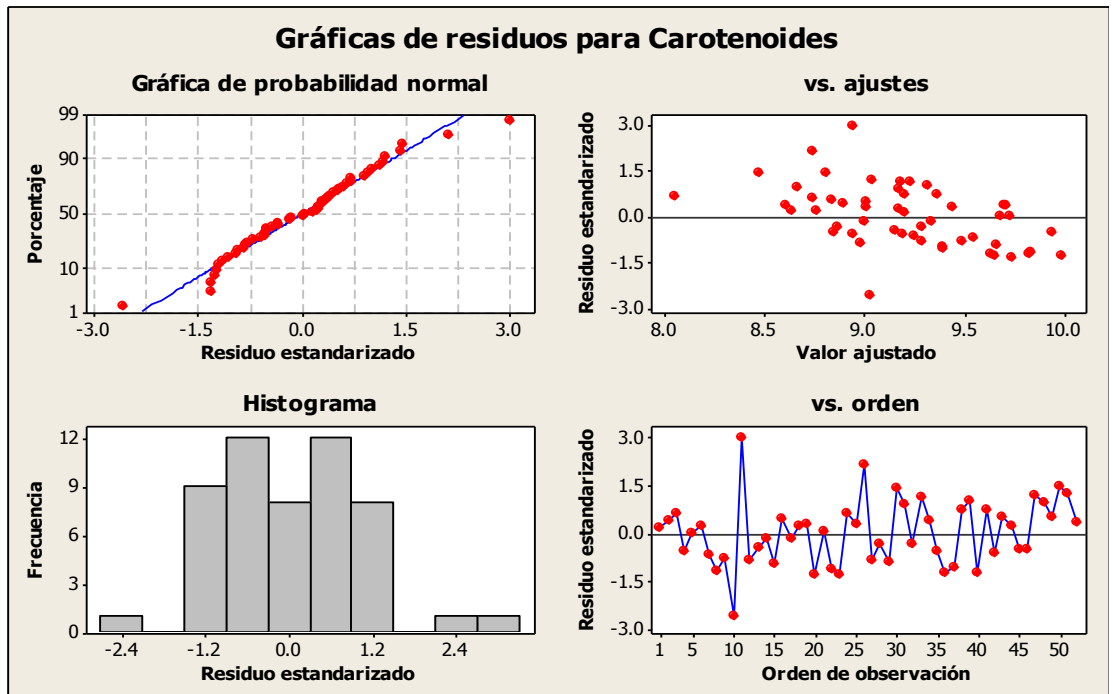 Gráficas de residuos para Carotenoides
Gráfica de probabilidad normal
Porcentaje
99
90
50
10
1
-3.0 -1.5 0.0 1.5 3.0
Residuo estandarizado
vs. ajustes
Residuo estandarizado
3.0
1.5
0.0
-1.5
-3.0
8.0 8.5 9.0 9.5 10.0
Valor ajustado
Histograma
Frecuencia
12
9
6
3
0
-2.4 -1.2 0.0 1.2 2.4
Residuo estandarizado
vs. orden
Residuo estandarizado
3.0
1.5
0.0
-1.5
-3.0
1 5 10 15 20 25 30 35 40 45 50
Orden de observación